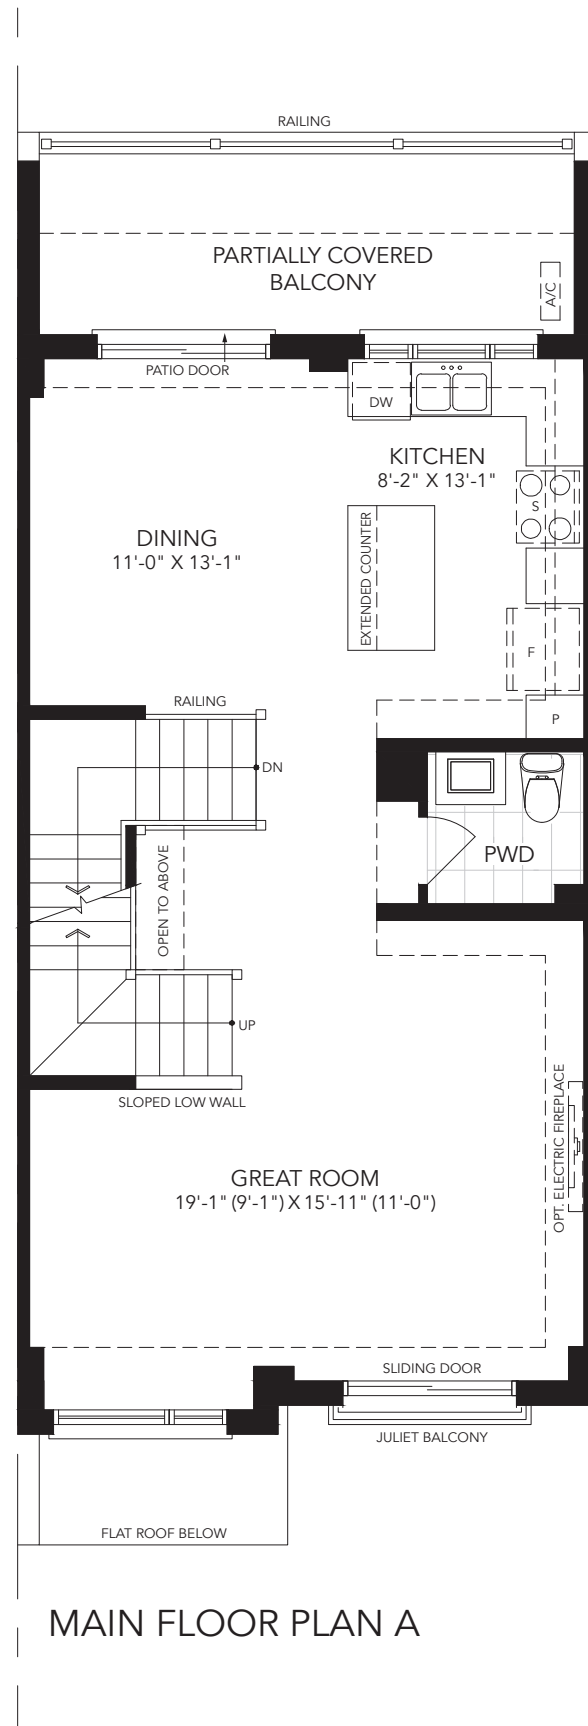 RAILING
PARTIALLY COVERED
BALCONY
A/C
PATIO DOOR
DW
KITCHEN
8'-2" X 13'-1"
S
EXTENDED COUNTER
DINING
11'-0" X 13'-1"
F
RAILING
P
DN
PWD
OPEN TO ABOVE
UP
SLOPED LOW WALL
OPT. ELECTRIC FIREPLACE
GREAT ROOM
19'-1" (9'-1") X 15'-11" (11'-0")
SLIDING DOOR
JULIET BALCONY
FLAT ROOF BELOW
MAIN FLOOR PLAN A